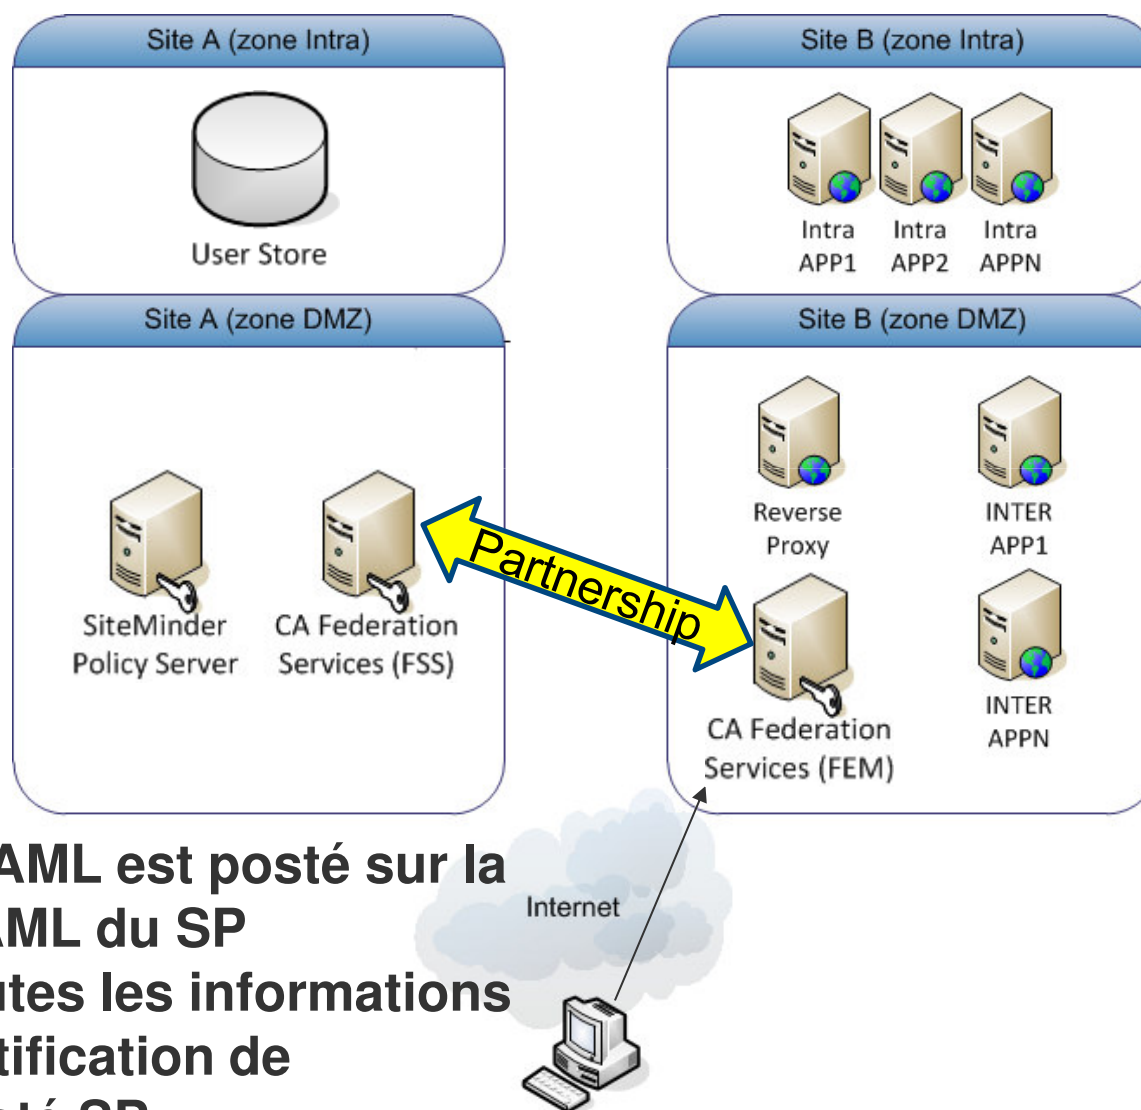 Site A (zone Intra)
User Store
Site B (zone Intra)
Intra
APP1
Intra
APP2
Intra
APPN
Site A (zone DMZ)
SiteMinder
Policy Server
CA Federation
Services (FSS)
Partnership
Site B (zone DMZ)
Reverse
Proxy
INTER
APP1
CA Federation
Services (FEM)
INTER
APPN
Internet
AML est posté sur la
AML du SP
utes les informations
tification de
té SP